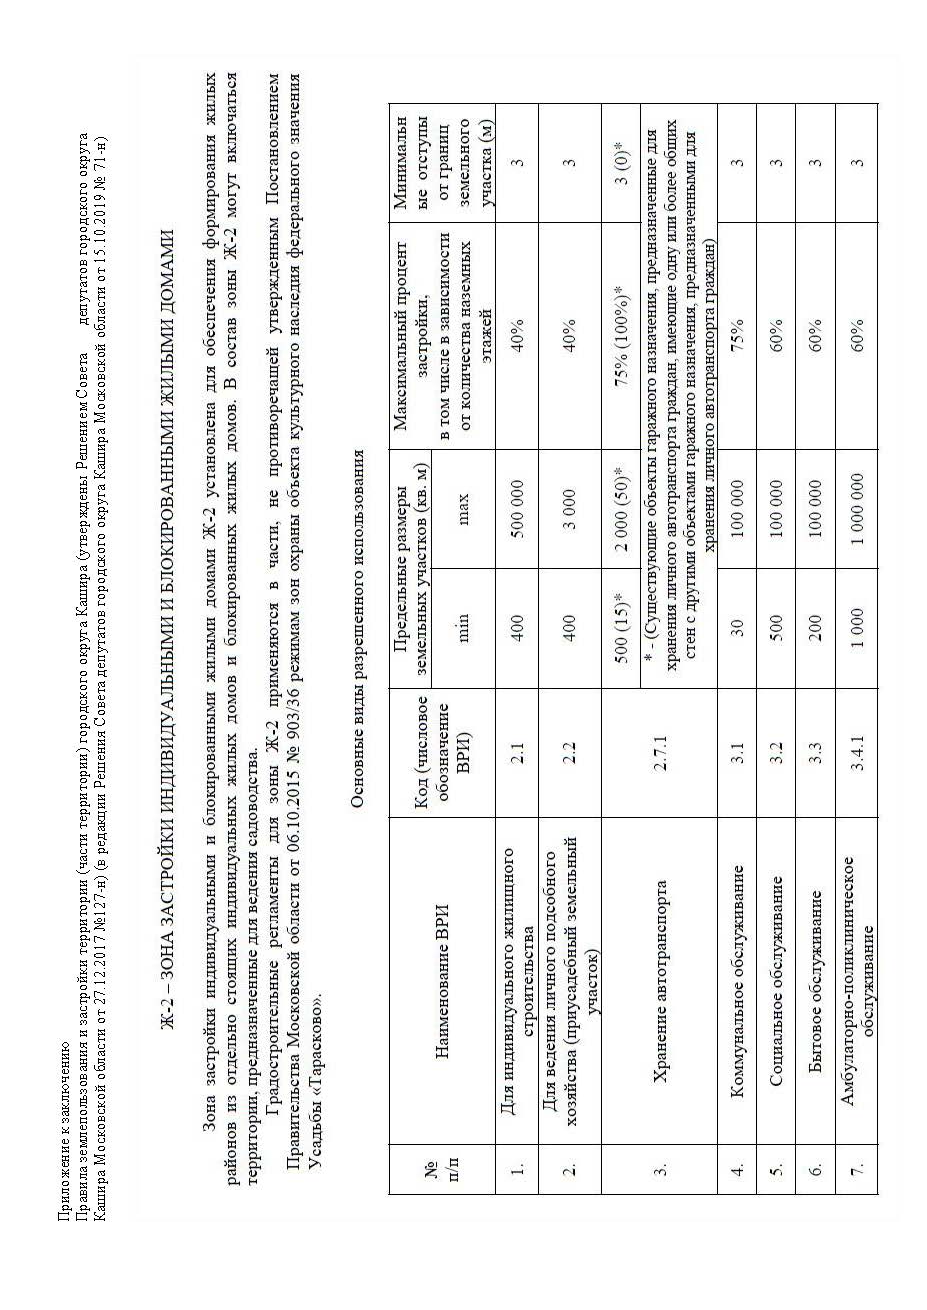 Приложение к заключению
Правила землепользования и застройки территории (части территории) городского округа Кашира (утверждены Решением Совета депутатов городского округа
Кашира Московской области от 27.12.2017 №127-н) (в редакции Решения Совета депутатов городского округа Кашира Московской области от 15.10.2019 № 71-н)
Ж-2 – ЗОНА ЗАСТРОЙКИ ИНДИВИДУАЛЬНЫМИ И БЛОКИРОВАННЫМИ ЖИЛЫМИ ДОМАМИ
Зона застройки индивидуальными и блокированными жилыми домами Ж-2 установлена для обеспечения формирования жилых
районов из отдельно стоящих индивидуальных жилых домов и блокированных жилых домов. В состав зоны Ж-2 могут включаться
территории, предназначенные для ведения садоводства.
Градостроительные регламенты для зоны Ж-2 применяются в части, не противоречащей утвержденным Постановлением
Правительства Московской области от 06.10.2015 № 903/36 режимам зон охраны объекта культурного наследия федерального значения
Усадьбы «Тарасково».
Основные виды разрешенного использования
№
п/п
Наименование ВРИ
Код (числовое
обозначение
ВРИ)
Предельные размеры
земельных участков (кв. м)
min
max
Максимальный процент
застройки,
в том числе в зависимости
от количества наземных
этажей
Минимальн
ые отступы
от границ
земельного
участка (м)
1.
Для индивидуального жилищного
строительства
2.1
400
500 000
40%
3
2.
Для ведения личного подсобного
хозяйства (приусадебный земельный
участок)
2.2
400
3 000
40%
3
3.
Хранение автотранспорта
2.7.1
500 (15)*
2 000 (50)*
75% (100%)*
3 (0)*
* - (Существующие объекты гаражного назначения, предназначенные для
хранения личного автотранспорта граждан, имеющие одну или более общих
стен с другими объектами гаражного назначения, предназначенными для
хранения личного автотранспорта граждан)
4.
Коммунальное обслуживание
3.1
30
100 000
75%
3
5.
Социальное обслуживание
3.2
500
100 000
60%
3
6.
Бытовое обслуживание
3.3
200
100 000
60%
3
7.
Амбулаторно-поликлиническое
обслуживание
3.4.1
1 000
1 000 000
60%
3